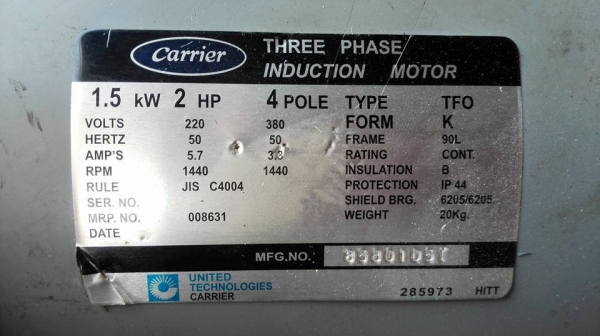 Carrier
THREE PHASE
INDUCTION MOTOR
1.5 kW 2 HP 4 POLE TYPE TFO
VOLTS 220 380 FORM K
HERTZ 50 50 FRAME 90L
AMP'S 5.7 3.3 RATING CONT.
RPM 1440 1440 INSULATION B
RULE JIS C4004 PROTECTION IP 44
SER. NO. SHIELD BRG. 6205/6205
MRP. NO. 008631 WEIGHT 20Kg.
DATE
MFG.NO.
UNITED
TECHNOLOGIES
CARRIER
285973 HITT